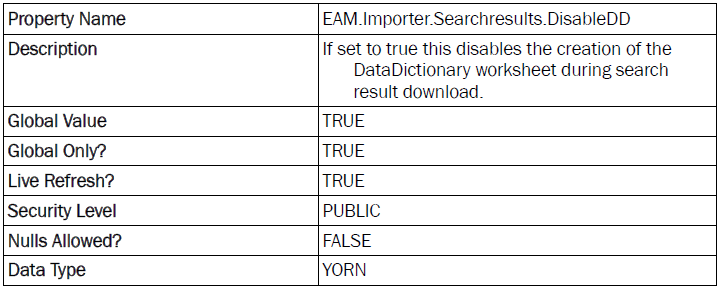 Property Name EAM.Importer.Searchresults.DisableDD
Description If set to true this disables the creation of the
DataDictionary worksheet during search
result download.
Global Value TRUE
Global Only? TRUE
Live Refresh? TRUE
Security Level PUBLIC
Nulls Allowed? FALSE
Data Type YORN